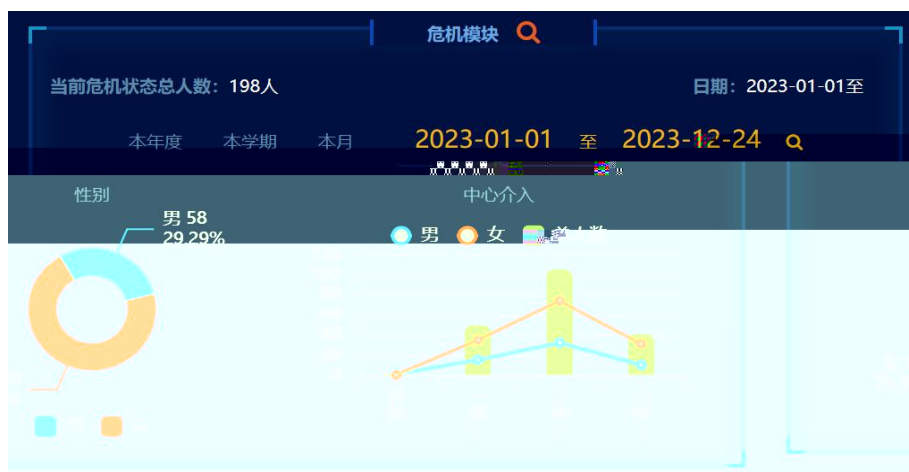 危机模块
当前危机状态总人数：198人
日期：2023-01-01至
本年度 本学期 本月 2023-01-01 至 2023-12-24
性别
中心介入
男 58
29.29%
男 女